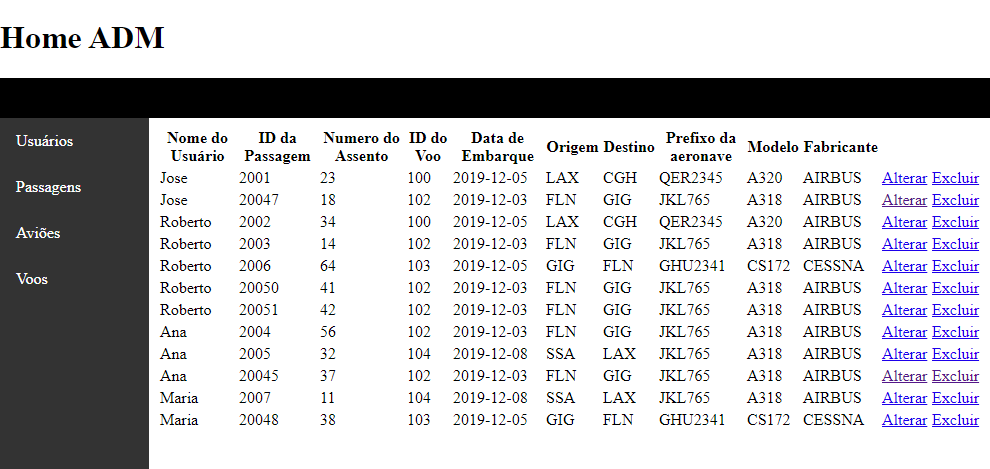 Home ADM
Usuários
Passagens
Aviões
Voos
Nome do Usuário ID da Passagem Numero do Assento ID do Voo Data de Embarque Origem Destino Prefixo da aeronave Modelo Fabricante
Jose 2001 23 100 2019-12-05 LAX CGH QER2345 A320 AIRBUS Alterar Excluir
Jose 20047 18 102 2019-12-03 FLN GIG JKL765 A318 AIRBUS Alterar Excluir
Roberto 2002 34 100 2019-12-05 LAX CGH QER2345 A320 AIRBUS Alterar Excluir
Roberto 2003 14 102 2019-12-03 FLN GIG JKL765 A318 AIRBUS Alterar Excluir
Roberto 2006 64 103 2019-12-05 GIG FLN GHU2341 CS172 CESSNA Alterar Excluir
Roberto 20050 41 102 2019-12-03 FLN GIG JKL765 A318 AIRBUS Alterar Excluir
Roberto 20051 42 102 2019-12-03 FLN GIG JKL765 A318 AIRBUS Alterar Excluir
Ana 2004 56 102 2019-12-03 FLN GIG JKL765 A318 AIRBUS Alterar Excluir
Ana 2005 32 104 2019-12-08 SSA LAX JKL765 A318 AIRBUS Alterar Excluir
Ana 20045 37 102 2019-12-03 FLN GIG JKL765 A318 AIRBUS Alterar Excluir
Maria 2007 11 104 2019-12-08 SSA LAX JKL765 A318 AIRBUS Alterar Excluir
Maria 20048 38 103 2019-12-05 GIG FLN GHU2341 CS172 CESSNA Alterar Excluir